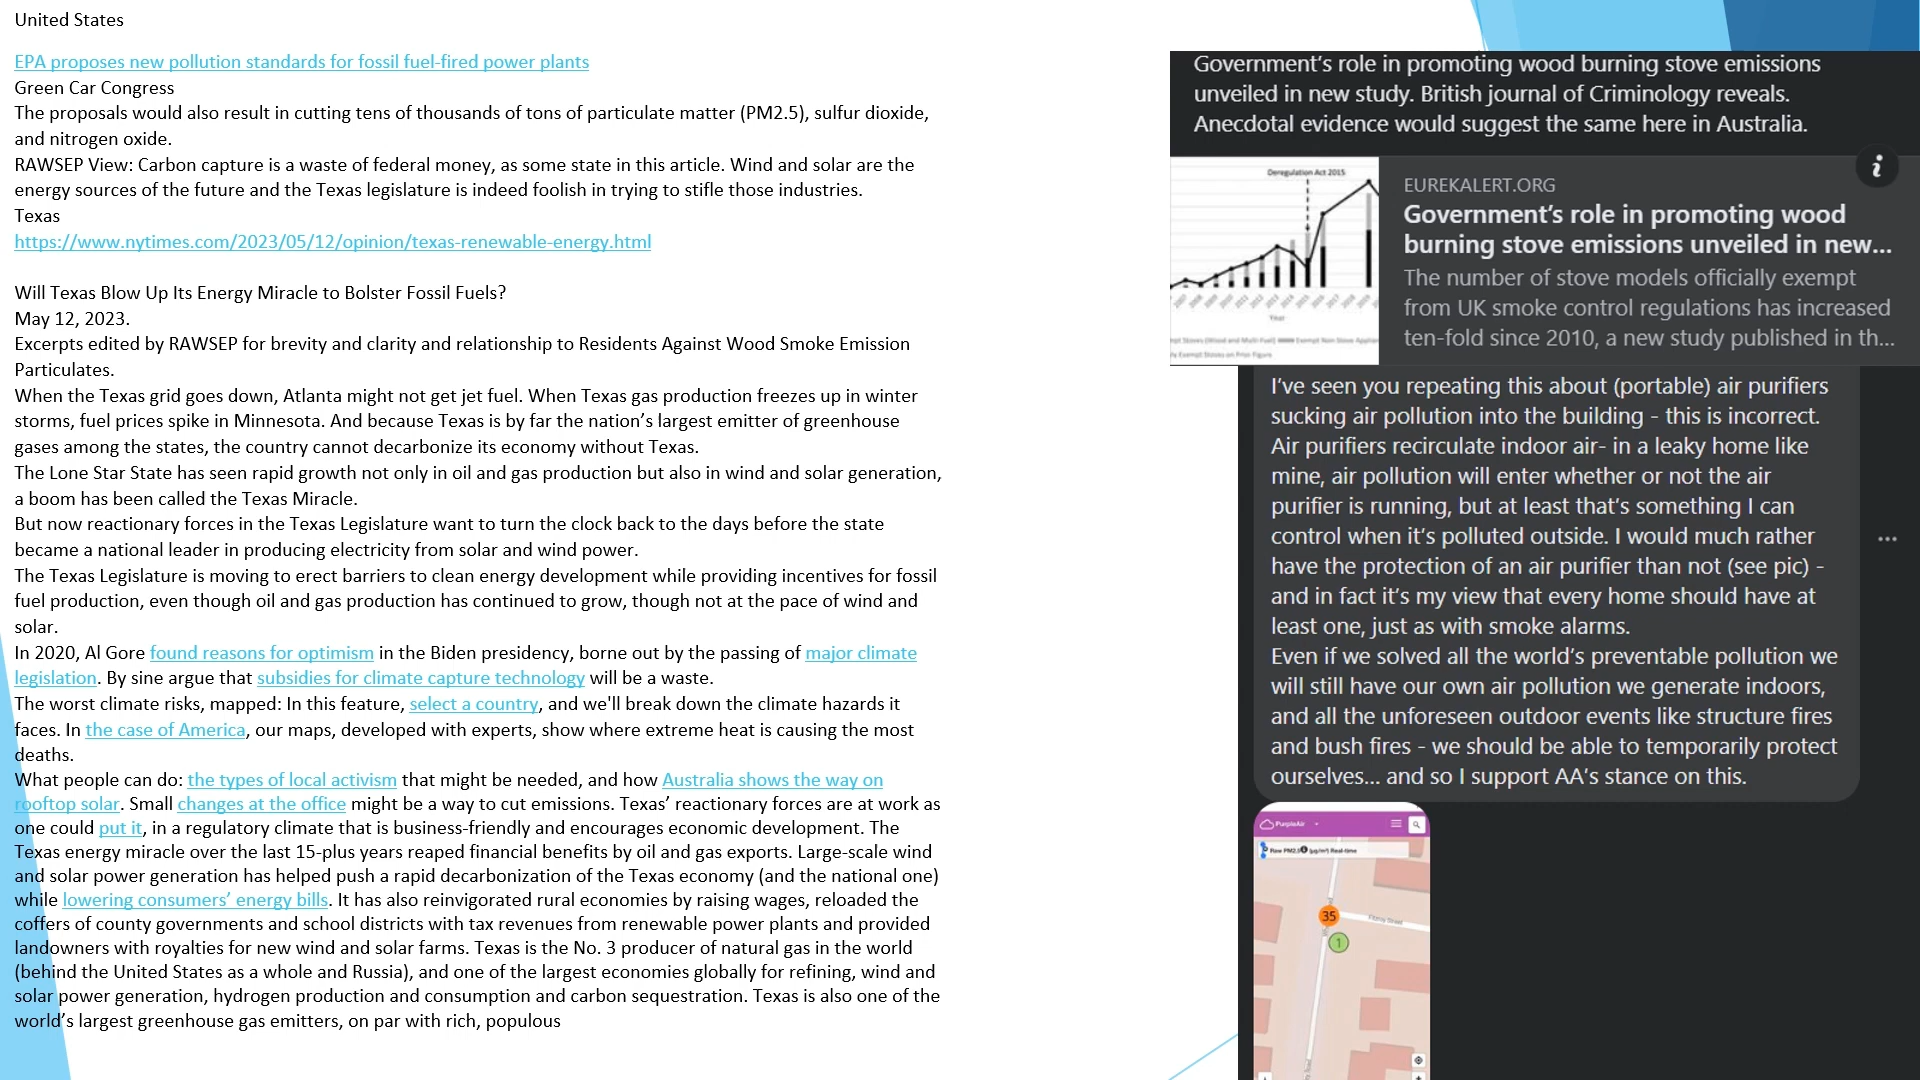 United States
EPA proposes new pollution standards for fossil fuel-fired power plants
Green Car Congress
The proposals would also result in cutting tens of thousands of tons of particulate matter (PM2.5), sulfur dioxide,
and nitrogen oxide.
RAWSEP View: Carbon capture is a waste of federal money, as some state in this article. Wind and solar are the
energy sources of the future and the Texas legislature is indeed foolish in trying to stifle those industries.
Texas
https://www.nytimes.com/2023/05/12/opinion/texas-renewable-energy.html
Will Texas Blow Up Its Energy Miracle to Bolster Fossil Fuels?
May 12, 2023.
Excerpts edited by RAWSEP for brevity and clarity and relationship to Residents Against Wood Smoke Emission
Particulates.
When the Texas grid goes down, Atlanta might not get jet fuel. When Texas gas production freezes up in winter
storms, fuel prices spike in Minnesota. And because Texas is by far the nation’s largest emitter of greenhouse
gases among the states, the country cannot decarbonize its economy without Texas.
The Lone Star State has seen rapid growth not only in oil and gas production but also in wind and solar generation,
a boom has been called the Texas Miracle.
But now reactionary forces in the Texas Legislature want to turn the clock back to the days before the state
became a national leader in producing electricity from solar and wind power.
The Texas Legislature is moving to erect barriers to clean energy development while providing incentives for fossil
fuel production, even though oil and gas production has continued to grow, though not at the pace of wind and
solar.
In 2020, Al Gore found reasons for optimism in the Biden presidency, borne out by the passing of major climate
legislation. By sine argue that subsidies for climate capture technology will be a waste.
The worst climate risks, mapped: In this feature, select a country, and we'll break down the climate hazards it
faces. In the case of America, our maps, developed with experts, show where extreme heat is causing the most
deaths.
What people can do: the types of local activism that might be needed, and how Australia shows the way on
rooftop solar. Small changes at the office might be a way to cut emissions. Texas’ reactionary forces are at work as
one could put it, in a regulatory climate that is business-friendly and encourages economic development. The
Texas energy miracle over the last 15-plus years reaped financial benefits by oil and gas exports. Large-scale wind
and solar power generation has helped push a rapid decarbonization of the Texas economy (and the national one)
while lowering consumers’ energy bills. It has also reinvigorated rural economies by raising wages, reloaded the
coffers of county governments and school districts with tax revenues from renewable power plants and provided
landowners with royalties for new wind and solar farms. Texas is the No. 3 producer of natural gas in the world
(behind the United States as a whole and Russia), and one of the largest economies globally for refining, wind and
solar power generation, hydrogen production and consumption and carbon sequestration. Texas is also one of the
world’s largest greenhouse gas emitters, on par with rich, populous
Government's role in promoting wood burning stove emissions
unveiled in new study. British journal of Criminology reveals.
Anecdotal evidence would suggest the same here in Australia.
Deregulation Act 2015
2007 2008 2009 2010 2011 2012 2013 2014 2015 2016 2017 2018 2019
Year
EUREKALERT.ORG
Government's role in promoting wood
burning stove emissions unveiled in new...
The number of stove models officially exempt
from UK smoke control regulations has increased
ten-fold since 2010, a new study published in th...
I've seen you repeating this about (portable) air purifiers
sucking air pollution into the building - this is incorrect.
Air purifiers recirculate indoor air- in a leaky home like
mine, air pollution will enter whether or not the air
purifier is running, but at least that's something I can
control when it's polluted outside. I would much rather
have the protection of an air purifier than not (see pic) -
and in fact it's my view that every home should have at
least one, just as with smoke alarms.
Even if we solved all the world's preventable pollution we
will still have our own air pollution we generate indoors,
and all the unforeseen outdoor events like structure fires
and bush fires - we should be able to temporarily protect
ourselves... and so I support AA's stance on this.
PurpleAir
Raw PM2.5 (µg/m³) Real-time
35
1